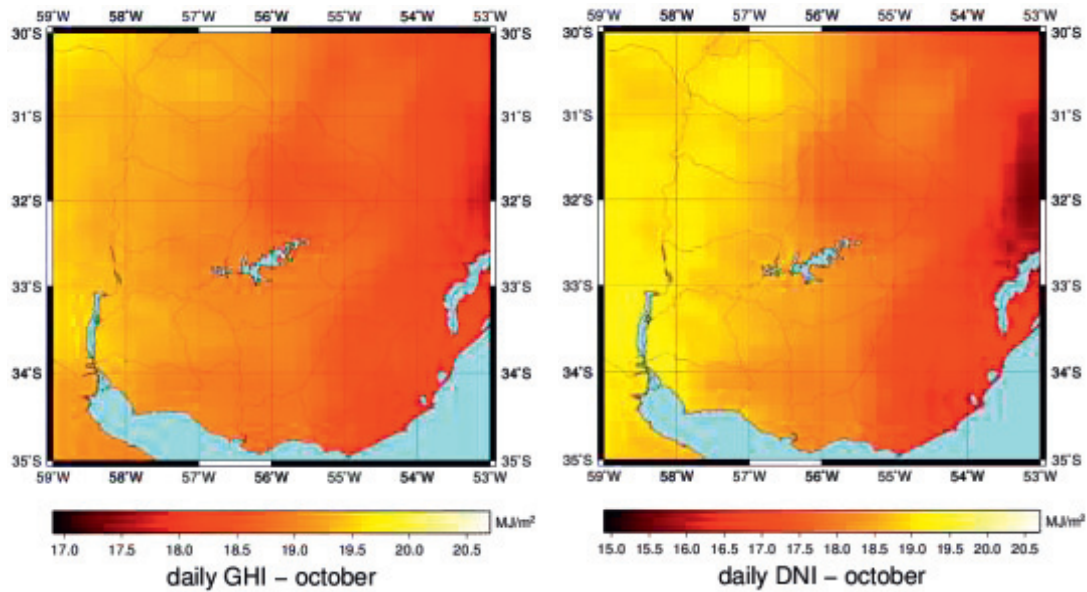 59°W 58°W 57°W 56°W 55°W 54°W 53°W
30°S 30°S
31°S 31°S
32°S 32°S
33°S 33°S
34°S 34°S
35°S 35°S
59°W 58°W 57°W 56°W 55°W 54°W 53°W
MJ/m²
17.0 17.5 18.0 18.5 19.0 19.5 20.0 20.5
daily GHI – october
59°W 58°W 57°W 56°W 55°W 54°W 53°W
30°S 30°S
31°S 31°S
32°S 32°S
33°S 33°S
34°S 34°S
35°S 35°S
59°W 58°W 57°W 56°W 55°W 54°W 53°W
MJ/m²
15.0 15.5 16.0 16.5 17.0 17.5 18.0 18.5 19.0 19.5 20.0 20.5
daily DNI – october